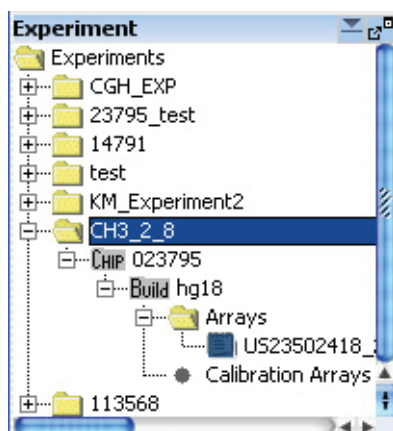 Experiment
Experiments
CGH_EXP
23795_test
14791
test
KM_Experiment2
CH3_2_8
CHIP 023795
Build hg18
Arrays
US23502418_
Calibration Arrays
113568